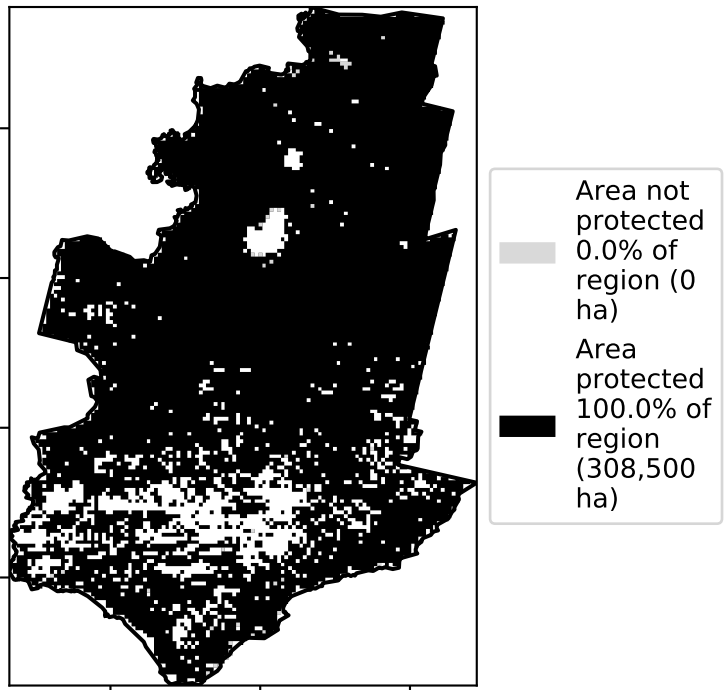 Area not
protected
0.0% of
region (0
ha)
Area
protected
100.0% of
region
(308,500
ha)